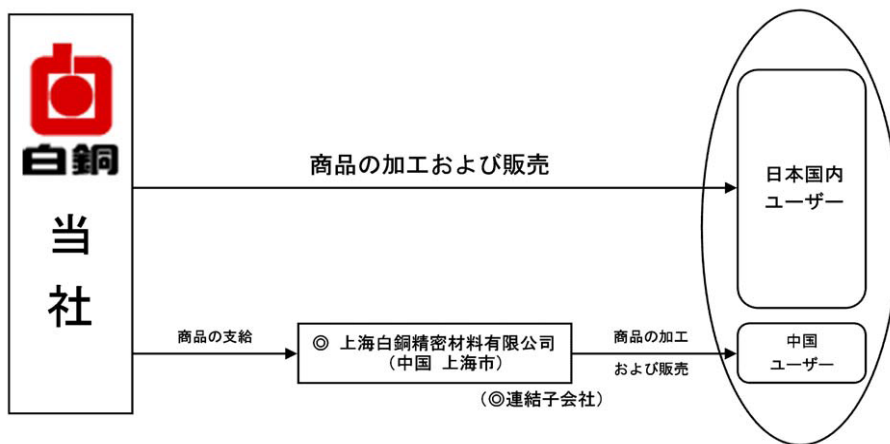 白銅
当
社
商品の加工および販売
日本国内
ユーザー
商品の支給
◎ 上海白銅精密材料有限公司
（中国 上海市）
商品の加工
および販売
中国
ユーザー
（◎連結子会社）